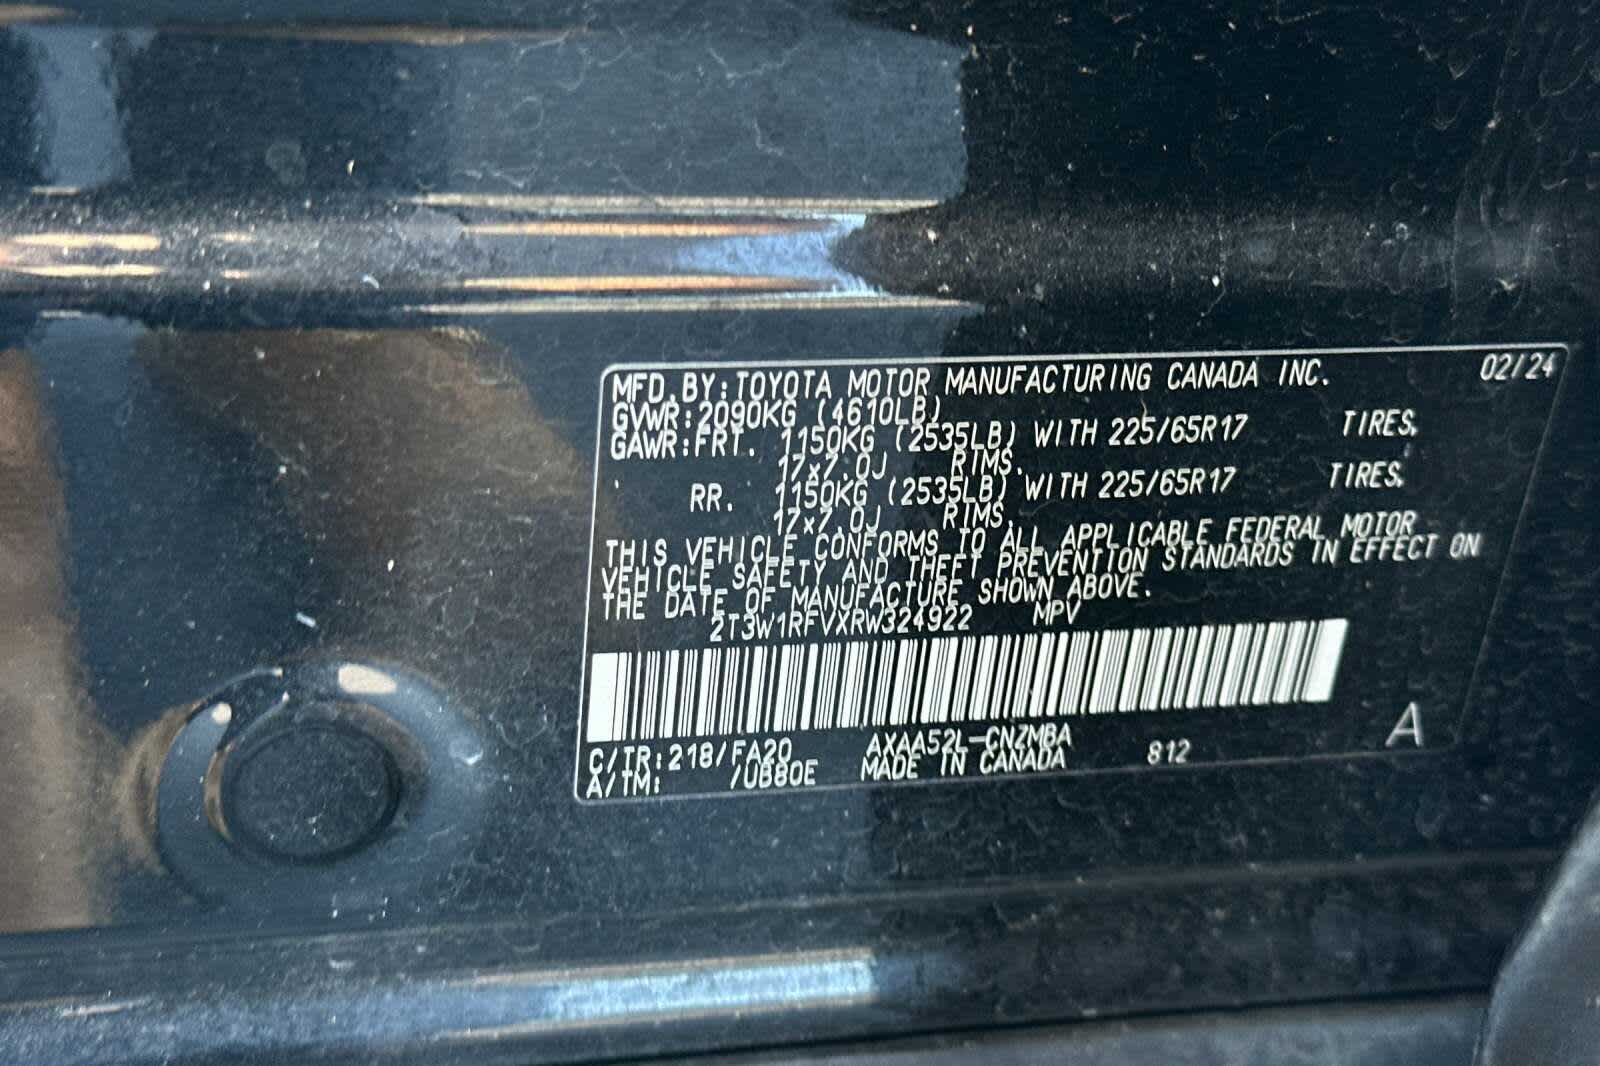 MFD.BY:TOYOTA MOTOR MANUFACTURING CANADA INC. 02/24
GVWR:2090KG (4610LB)
GAWR:FRT. 1150KG (2535LB) WITH 225/65R17 TIRES,
17x7.0J RIMS.
RR. 1150KG (2535LB) WITH 225/65R17 TIRES,
17x7.0J RIMS.
THIS VEHICLE CONFORMS TO ALL APPLICABLE FEDERAL MOTOR
VEHICLE SAFETY AND THEFT PREVENTION STANDARDS IN EFFECT ON
THE DATE OF MANUFACTURE SHOWN ABOVE.
2T3W1RFVXRW324922 MPV
A
C/TR:218/FA20 AXAA52L-CNZMBA 812
A/TM: /UB80E MADE IN CANADA